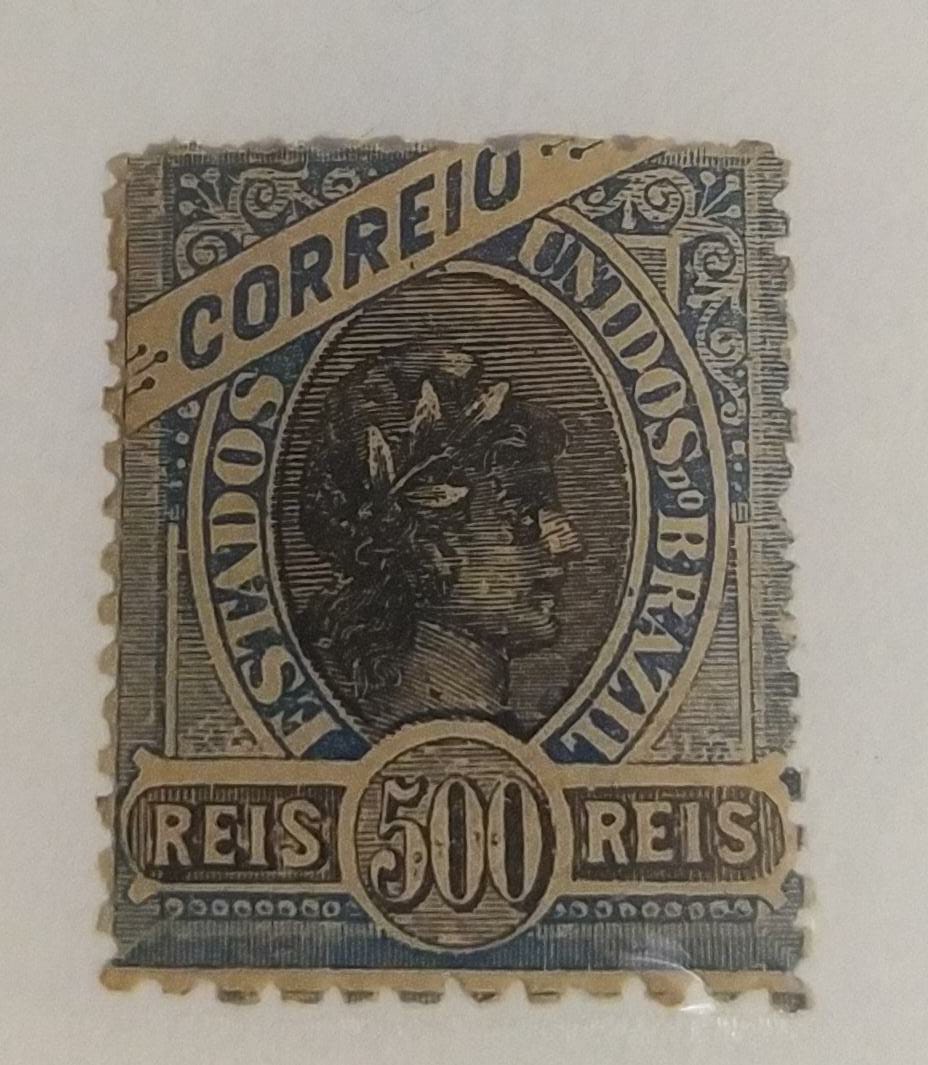 CORREIO
ESTADOS UNIDOS DO BRAZIL
REIS 500 REIS